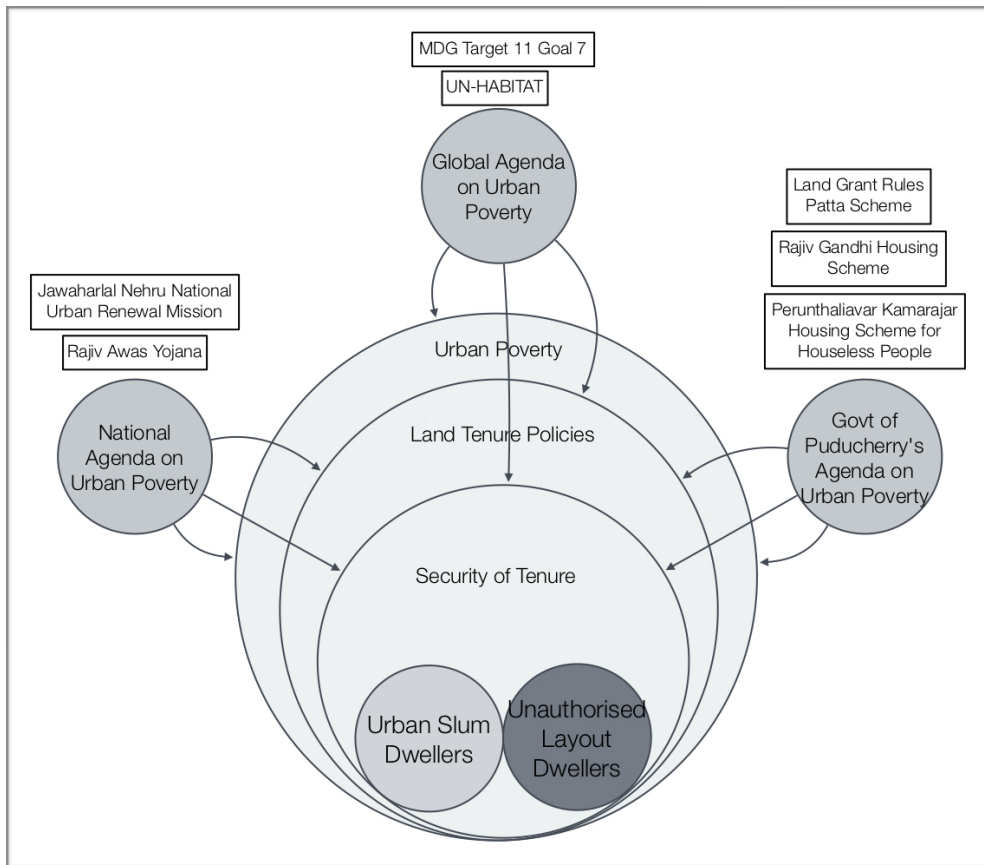 MDG Target 11 Goal 7
UN-HABITAT
Global Agenda
on Urban
Poverty
Land Grant Rules
Patta Scheme
Rajiv Gandhi Housing
Scheme
Perunthaliavar Kamarajar
Housing Scheme for
Houseless People
Jawaharlal Nehru National
Urban Renewal Mission
Rajiv Awas Yojana
National
Agenda on
Urban Poverty
Govt of
Puducherry's
Agenda on
Urban Poverty
Urban Poverty
Land Tenure Policies
Security of Tenure
Urban Slum
Dwellers
Unauthorised
Layout
Dwellers